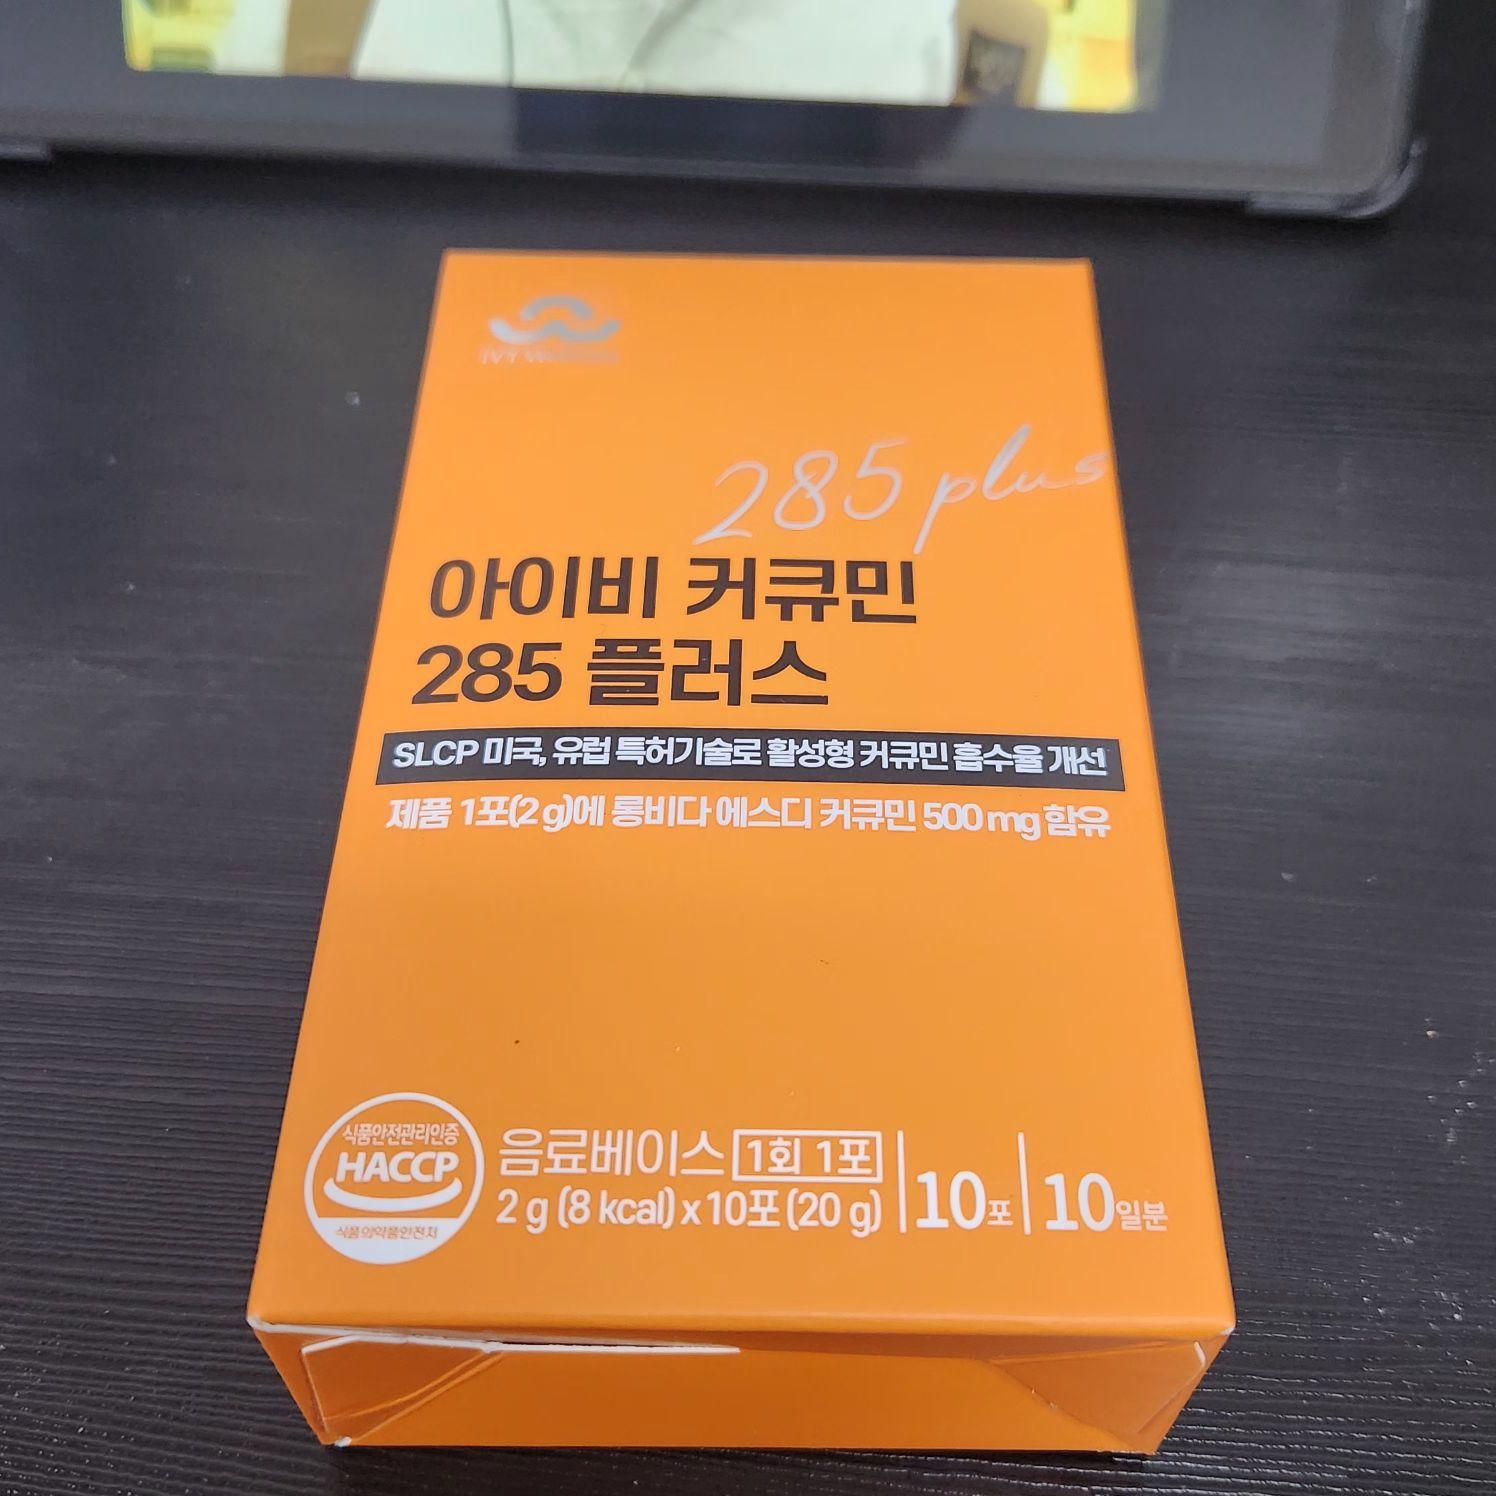 IVY
285 plus
아이비 커큐민
285 플러스
SLCP 미국, 유럽 특허기술로 활성형 커큐민 흡수율 개선
제품 1포(2 g)에 롱비다 에스디 커큐민 500 mg 함유
식품안전관리인증
HACCP
식품의약품안전처
음료베이스 1회 1포
2 g (8 kcal) x 10포 (20 g)
10포
10일분